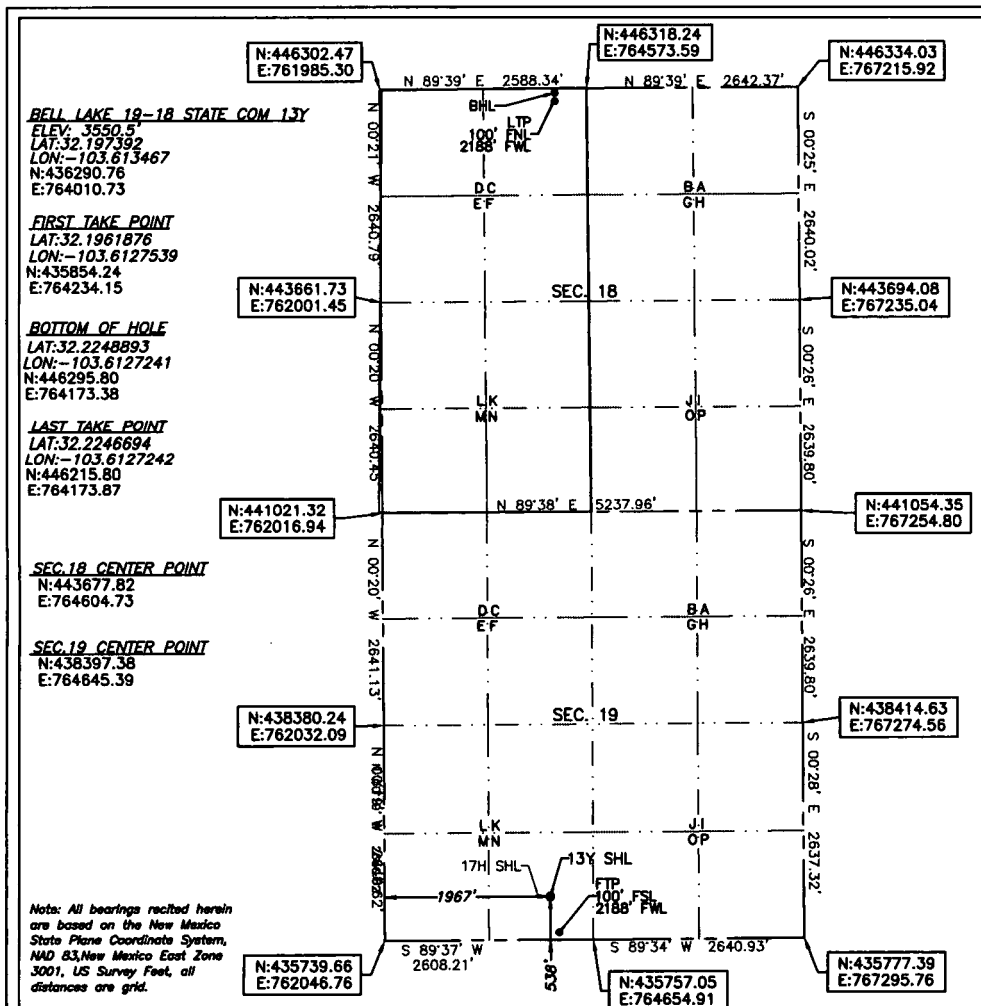 N:446302.47
E:761985.30
N:446318.24
E:764573.59
N:446334.03
E:767215.92
N 89°39' E 2588.34'
N 89°39' E 2642.37'
BHL
LTP
100' FNL
2188' FWL
BELL LAKE 19-18 STATE COM 13Y
ELEV: 3550.5'
LAT:32.197392
LON:-103.613467
N:436290.76
E:764010.73
FIRST TAKE POINT
LAT:32.1961876
LON:-103.6127539
N:435854.24
E:764234.15
BOTTOM OF HOLE
LAT:32.2248893
LON:-103.6127241
N:446295.80
E:764173.38
LAST TAKE POINT
LAT:32.2246694
LON:-103.6127242
N:446215.80
E:764173.87
SEC.18 CENTER POINT
N:443677.82
E:764604.73
SEC.19 CENTER POINT
N:438397.38
E:764645.39
Note: All bearings recited herein
are based on the New Mexico
State Plane Coordinate System,
NAD 83,New Mexico East Zone
3001, US Survey Feet, all
distances are grid.
N 00°21' W 2640.79'
S 00°25' E 2640.02'
D C
E F
B A
G H
N:443661.73
E:762001.45
SEC. 18
N:443694.08
E:767235.04
N 00°20' W 2640.45'
S 00°26' E 2639.80'
L K
M N
J I
O P
N:441021.32
E:762016.94
N 89°38' E 5237.96'
N:441054.35
E:767254.80
N 00°20' W 2641.13'
S 00°26' E 2639.80'
D C
E F
B A
G H
N:438380.24
E:762032.09
SEC. 19
N:438414.63
E:767274.56
S 00°28' E 2637.32'
L K
M N
J I
O P
17H SHL
13Y SHL
1967'
FTP
100' FSL
2188' FWL
538'
S 89°37' W
2608.21'
S 89°34' W 2640.93'
N:435739.66
E:762046.76
N:435757.05
E:764654.91
N:435777.39
E:767295.76